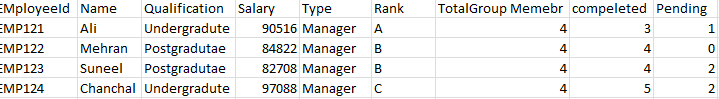 EMployeeId Name Qualification Salary Type Rank TotalGroup Memebr compeleted Pending
EMP121 Ali Undergradute 90516 Manager A 4 3 1
EMP122 Mehran Postgradutae 84822 Manager B 4 4 0
EMP123 Suneel Postgradutae 82708 Manager B 4 4 2
EMP124 Chanchal Undergradute 97088 Manager C 4 5 2